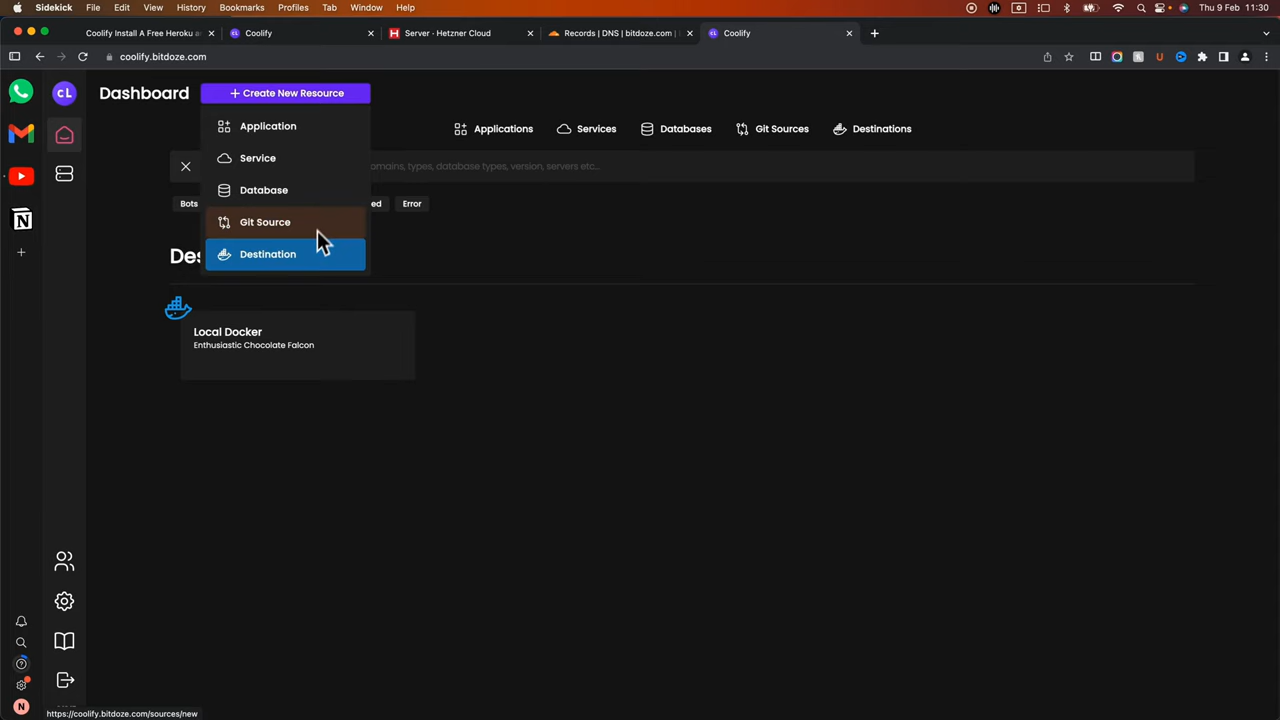 Sidekick File Edit View History Bookmarks Profiles Tab Window Help Thu 9 Feb 11:30
Coolify Install A Free Heroku an
Coolify
Server · Hetzner Cloud
Records | DNS | bitdoze.com |
Coolify
coolify.bitdoze.com
cL
Dashboard
Create New Resource
Application
Service
Database
Git Source
Destination
Applications
Services
Databases
Git Sources
Destinations
domains, types, database types, version, servers etc...
Bots
Error
Local Docker
Enthusiastic Chocolate Falcon
N
https://coolify.bitdoze.com/sources/new